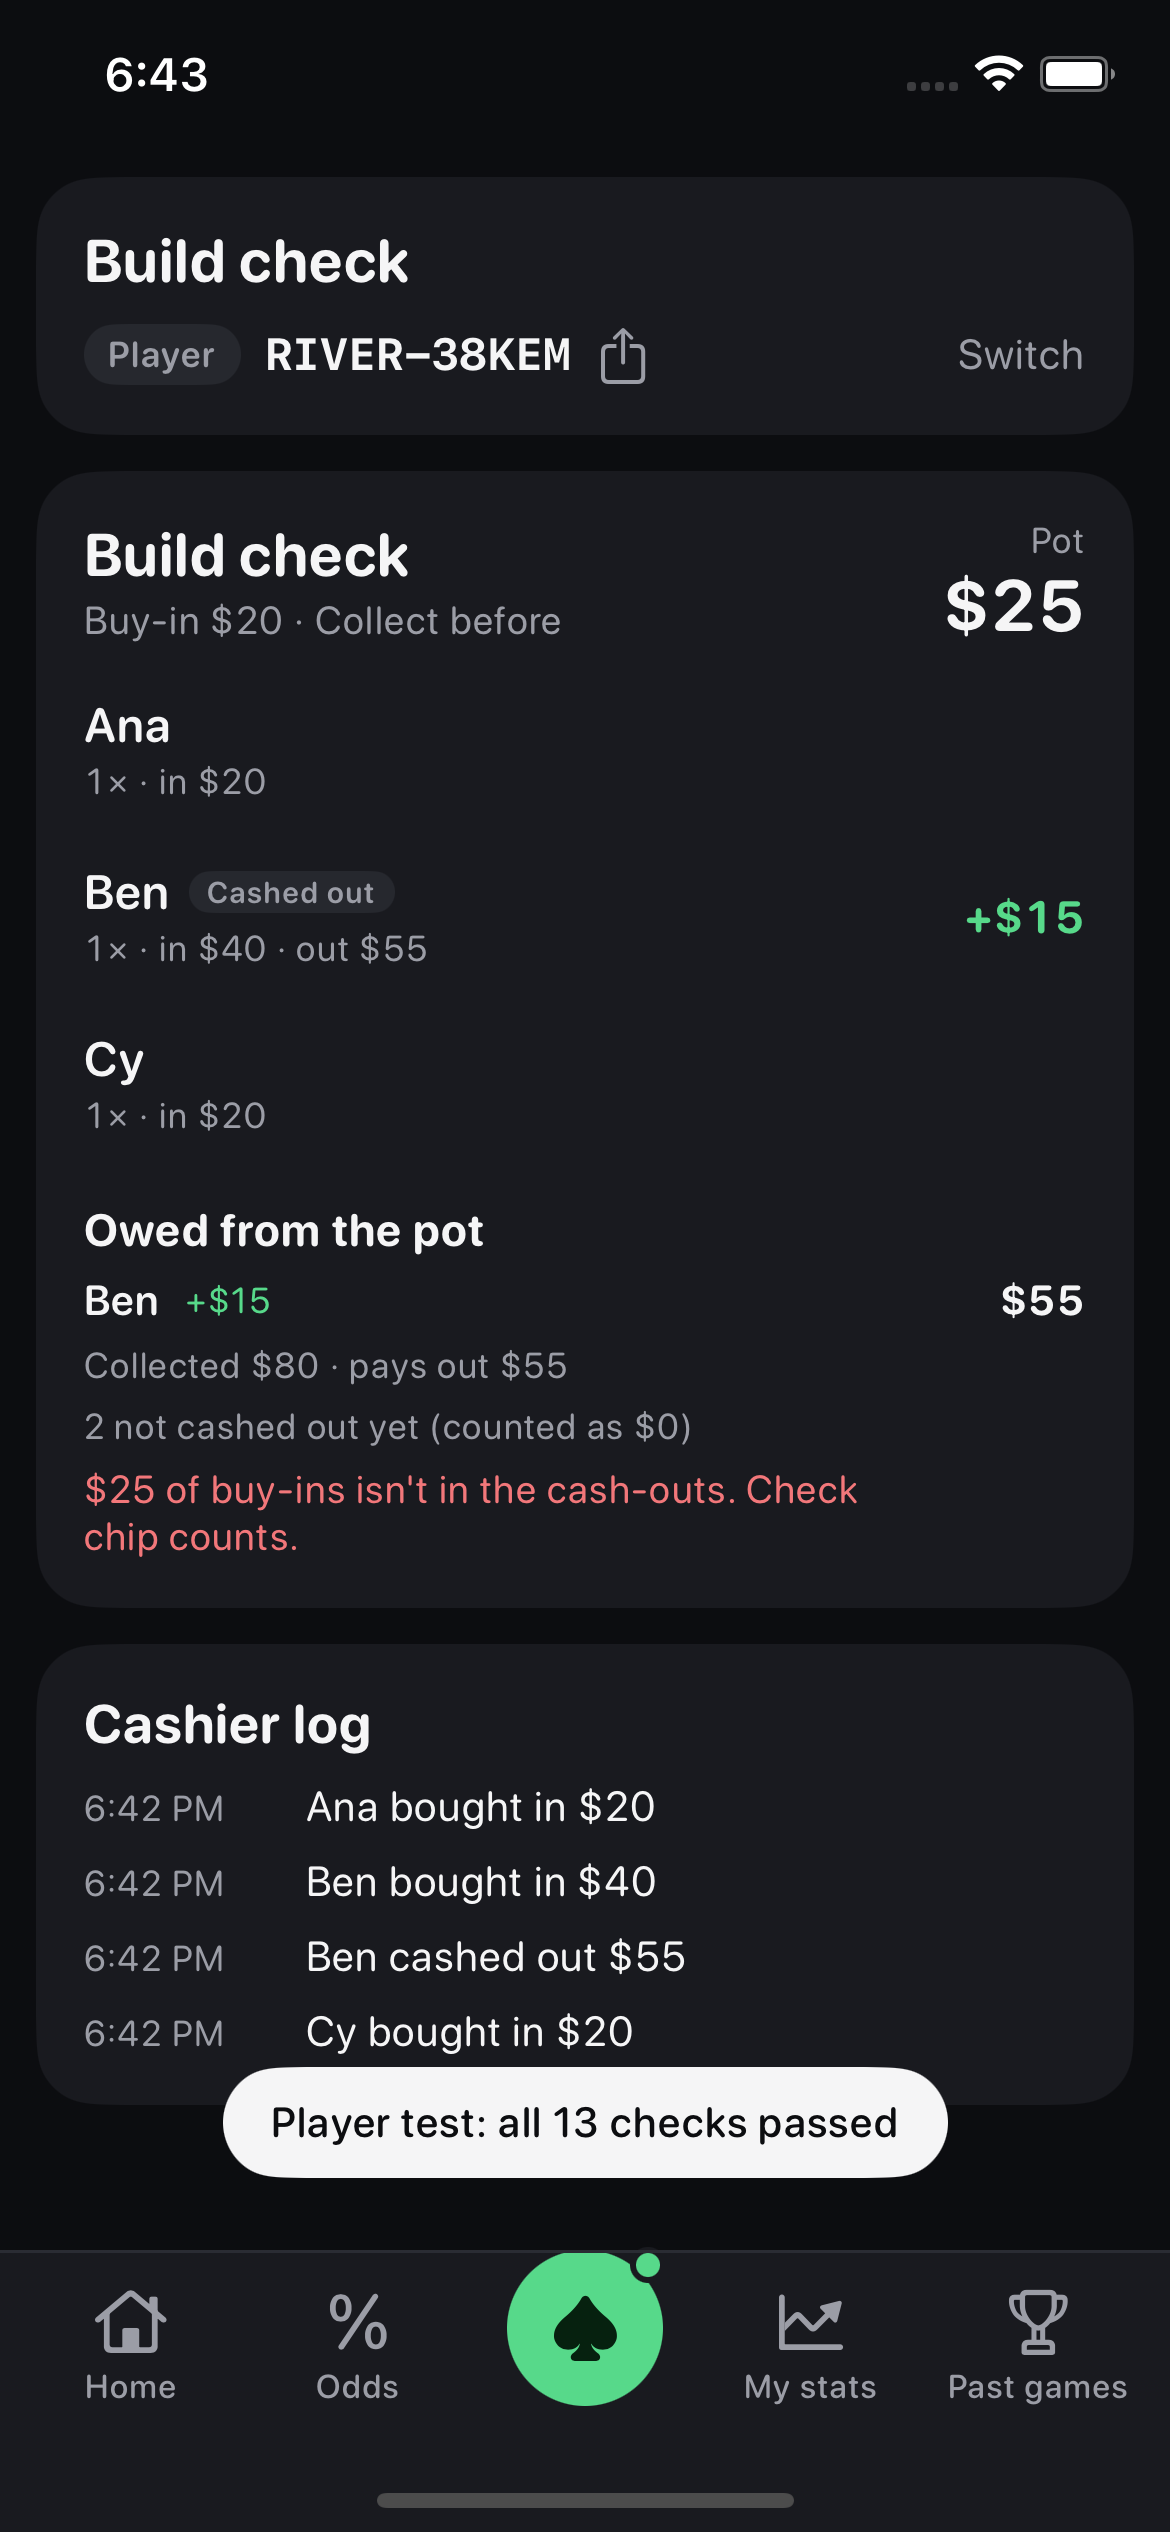 6:43
Build check
Player RIVER-38KEM Switch
Build check
Pot
$25
Buy-in $20 · Collect before
Ana
1× · in $20
Ben Cashed out
+$15
1× · in $40 · out $55
Cy
1× · in $20
Owed from the pot
Ben +$15 $55
Collected $80 · pays out $55
2 not cashed out yet (counted as $0)
$25 of buy-ins isn't in the cash-outs. Check
chip counts.
Cashier log
6:42 PM Ana bought in $20
6:42 PM Ben bought in $40
6:42 PM Ben cashed out $55
6:42 PM Cy bought in $20
Player test: all 13 checks passed
Home Odds My stats Past games